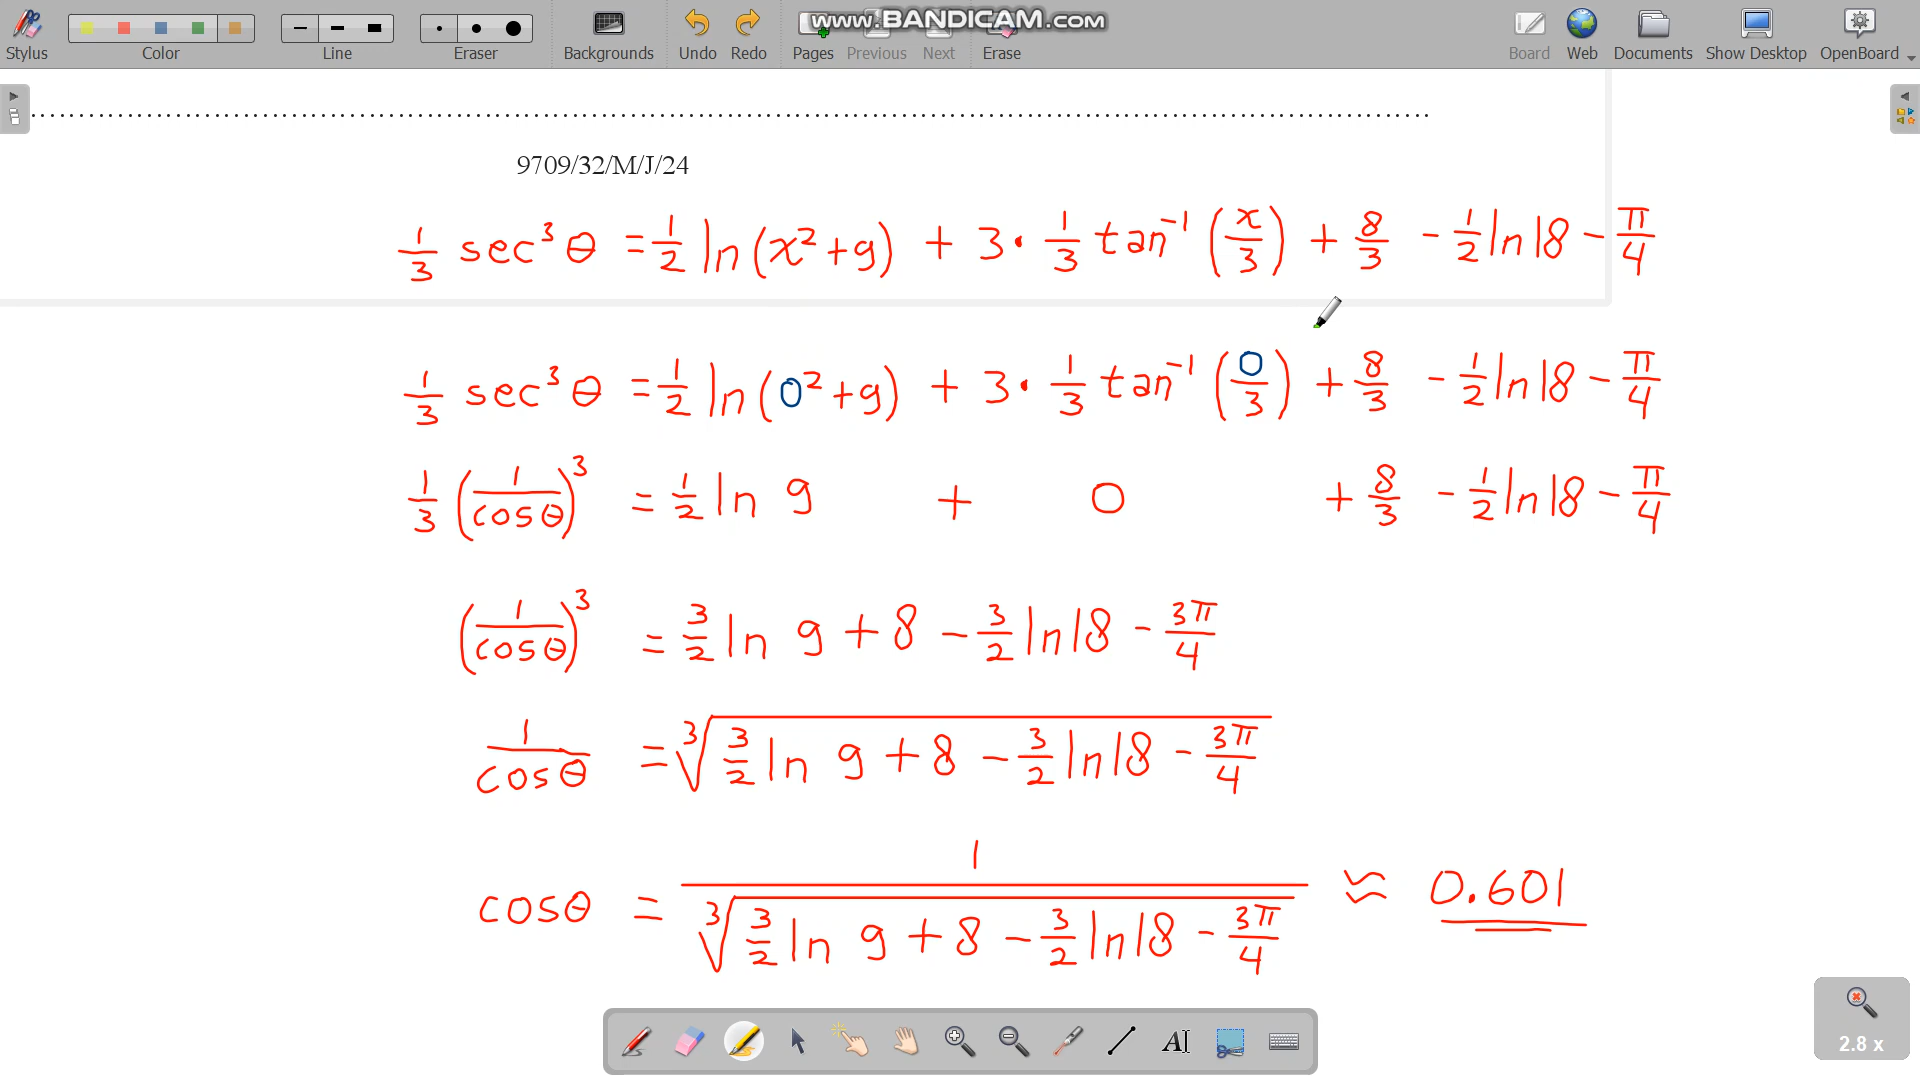 www.BANDICAM.com
Stylus Color Line Eraser Backgrounds Undo Redo Pages Previous Next Erase Board Web Documents Show Desktop OpenBoard
9709/32/M/J/24
1/3 sec³θ = 1/2 ln(x²+9) + 3·1/3 tan⁻¹(x/3) + 8/3 - 1/2 ln18 - π/4
1/3 sec³θ = 1/2 ln(0²+9) + 3·1/3 tan⁻¹(0/3) + 8/3 - 1/2 ln18 - π/4
1/3 (1/cosθ)³ = 1/2 ln 9 + 0 + 8/3 - 1/2 ln18 - π/4
(1/cosθ)³ = 3/2 ln 9 + 8 - 3/2 ln18 - 3π/4
1/cosθ = ∛(3/2 ln 9 + 8 - 3/2 ln18 - 3π/4)
cosθ = 1/∛(3/2 ln 9 + 8 - 3/2 ln18 - 3π/4) ≈ 0.601
AI
2.8 x